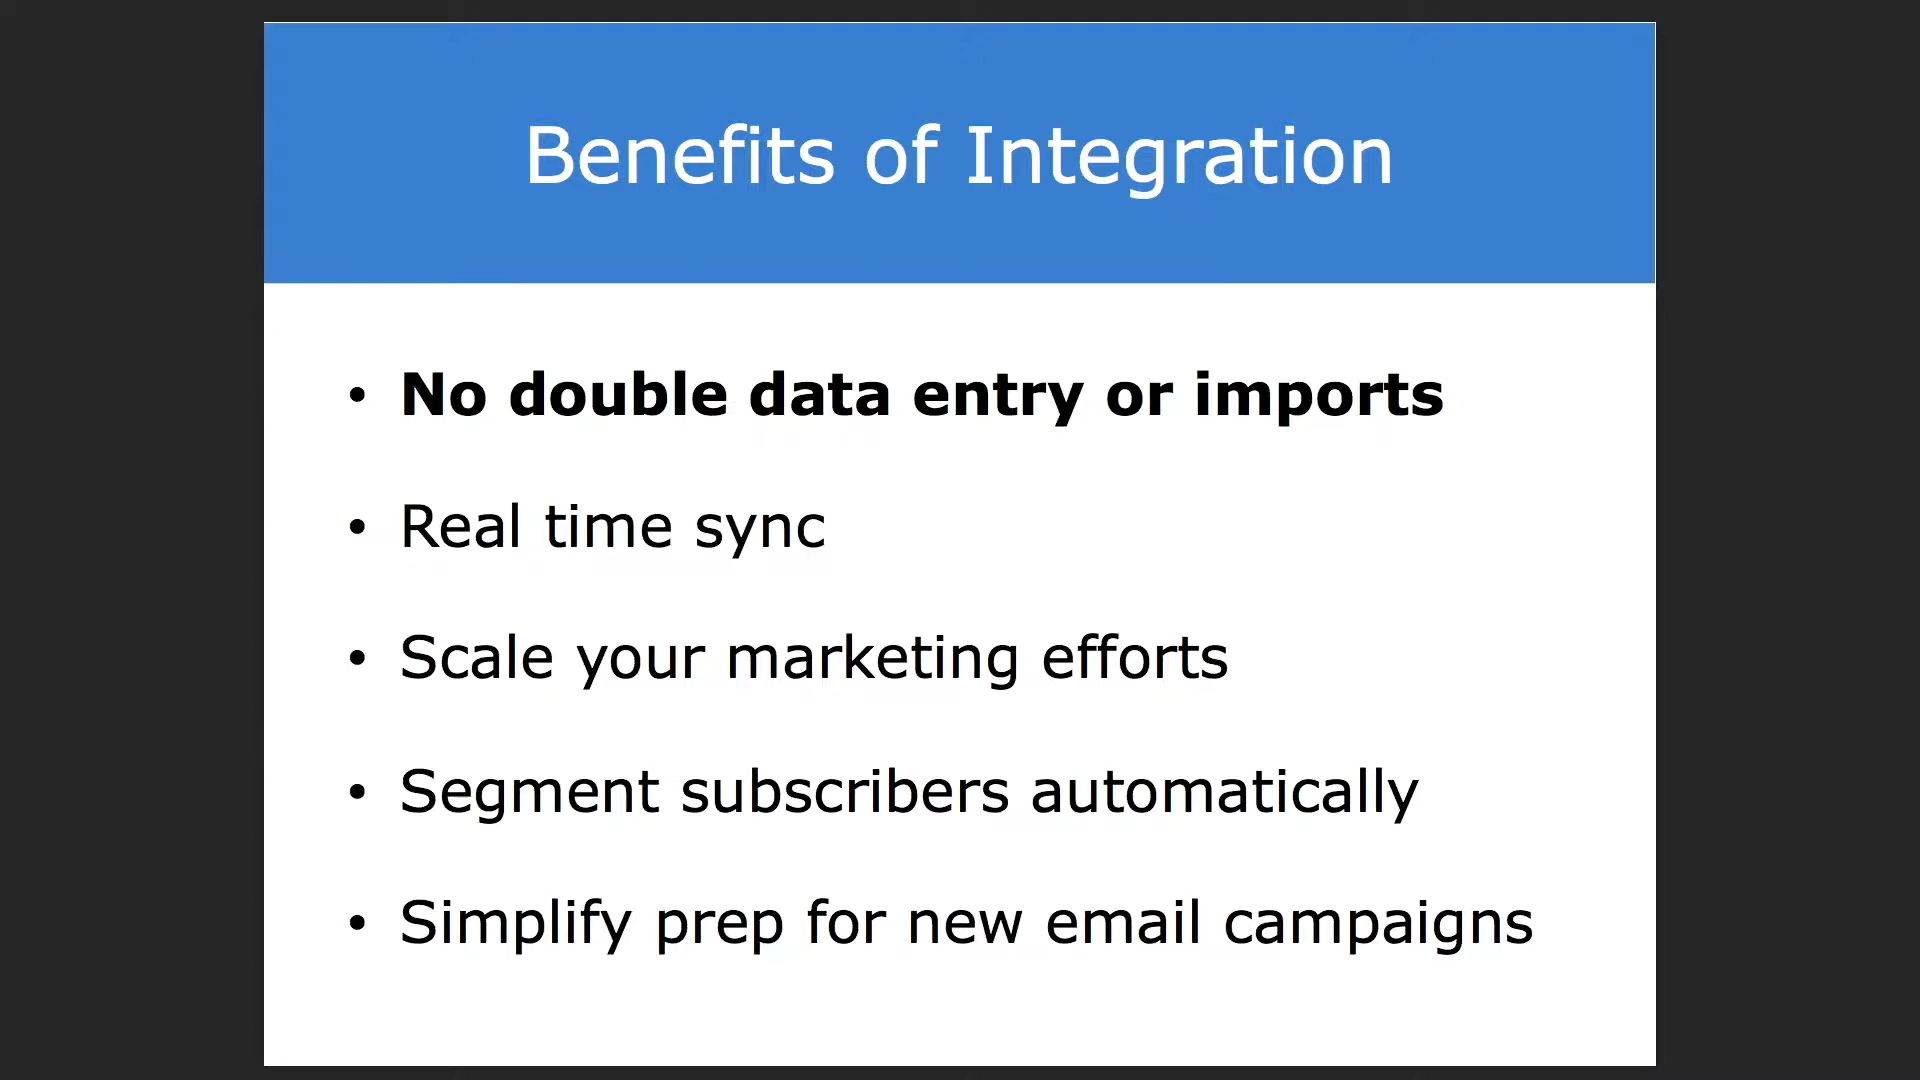 Benefits of Integration
• No double data entry or imports
• Real time sync
• Scale your marketing efforts
• Segment subscribers automatically
• Simplify prep for new email campaigns